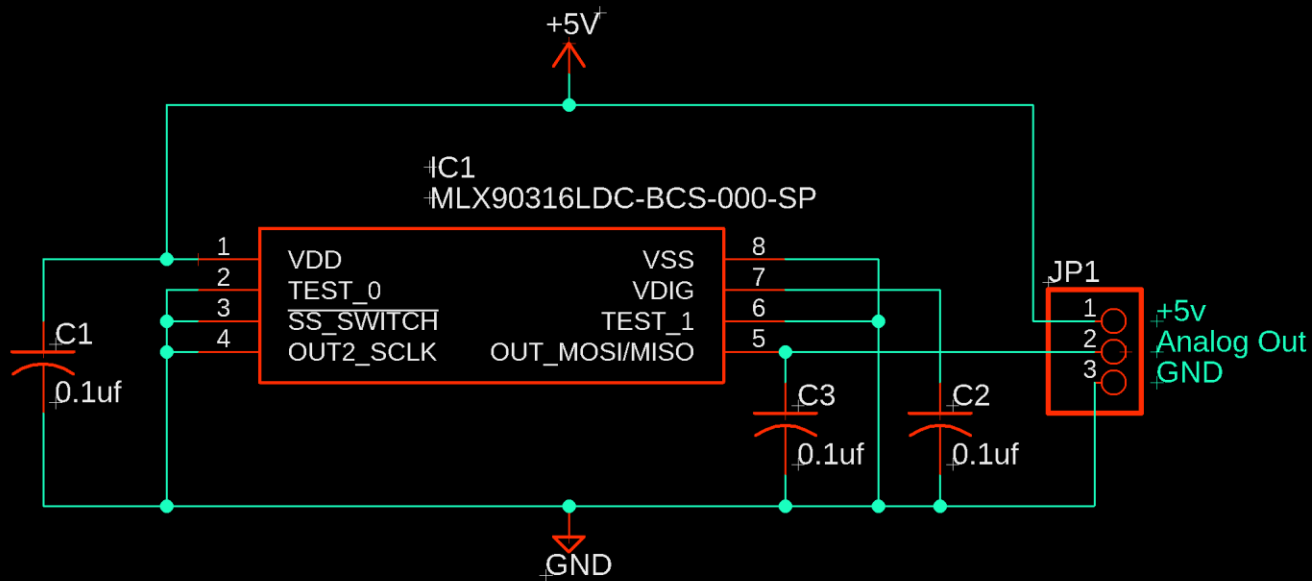 +5V
IC1
MLX90316LDC-BCS-000-SP
1 VDD VSS 8
2 TEST_0 VDIG 7
3 SS_SWITCH TEST_1 6
4 OUT2_SCLK OUT_MOSI/MISO 5
JP1
1 +5v
2 Analog Out
3 GND
C1
0.1uf
C3
0.1uf
C2
0.1uf
GND